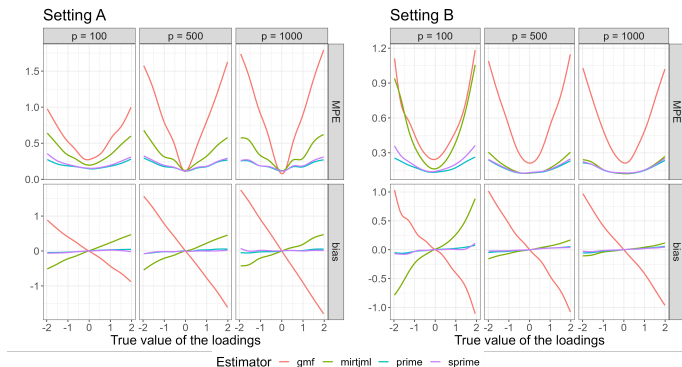 Setting A
Setting B
p = 100
p = 500
p = 1000
p = 100
p = 500
p = 1000
1.5
1.0
0.5
0.0
MPE
1.2
0.9
0.6
0.3
MPE
1
0
-1
bias
1.0
0.5
0.0
-0.5
-1.0
bias
-2 -1 0 1 2 -2 -1 0 1 2 -2 -1 0 1 2
-2 -1 0 1 2 -2 -1 0 1 2 -2 -1 0 1 2
True value of the loadings
True value of the loadings
Estimator gmf mirtjml prime sprime